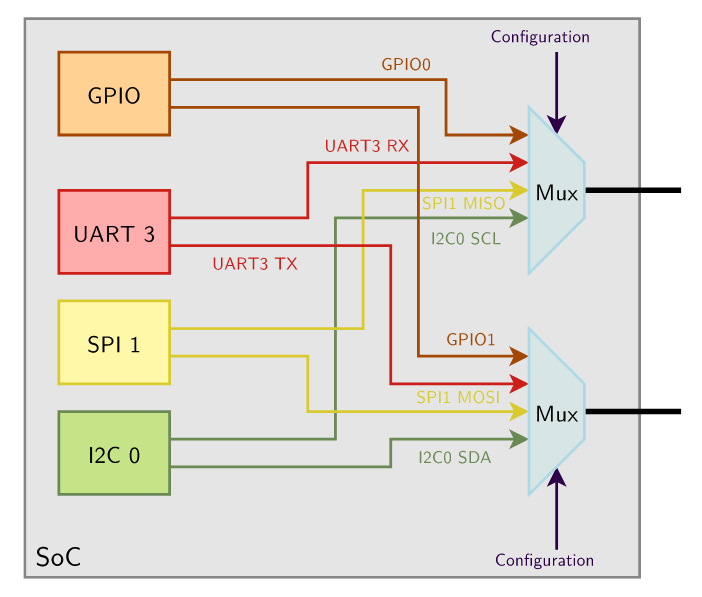 Configuration
GPIO0
GPIO
UART3 RX
Mux
SPI1 MISO
UART 3
I2C0 SCL
UART3 TX
GPIO1
SPI 1
SPI1 MOSI
Mux
I2C 0
I2C0 SDA
SoC
Configuration